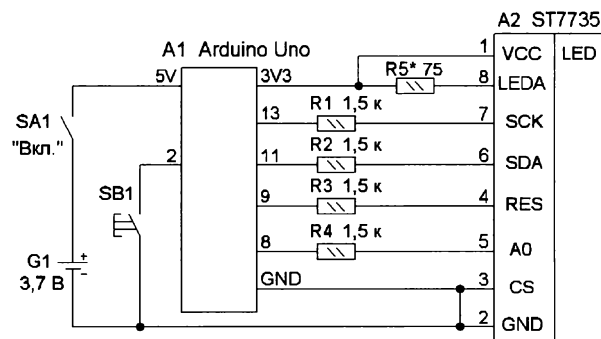 A2 ST7735
A1 Arduino Uno
1 VCC LED
5V 3V3 R5* 75 8 LEDA
SA1
"Вкл."
13 R1 1,5 к 7 SCK
2 11 R2 1,5 к 6 SDA
SB1
9 R3 1,5 к 4 RES
8 R4 1,5 к 5 A0
G1 +
-
3,7 В
GND 3 CS
2 GND